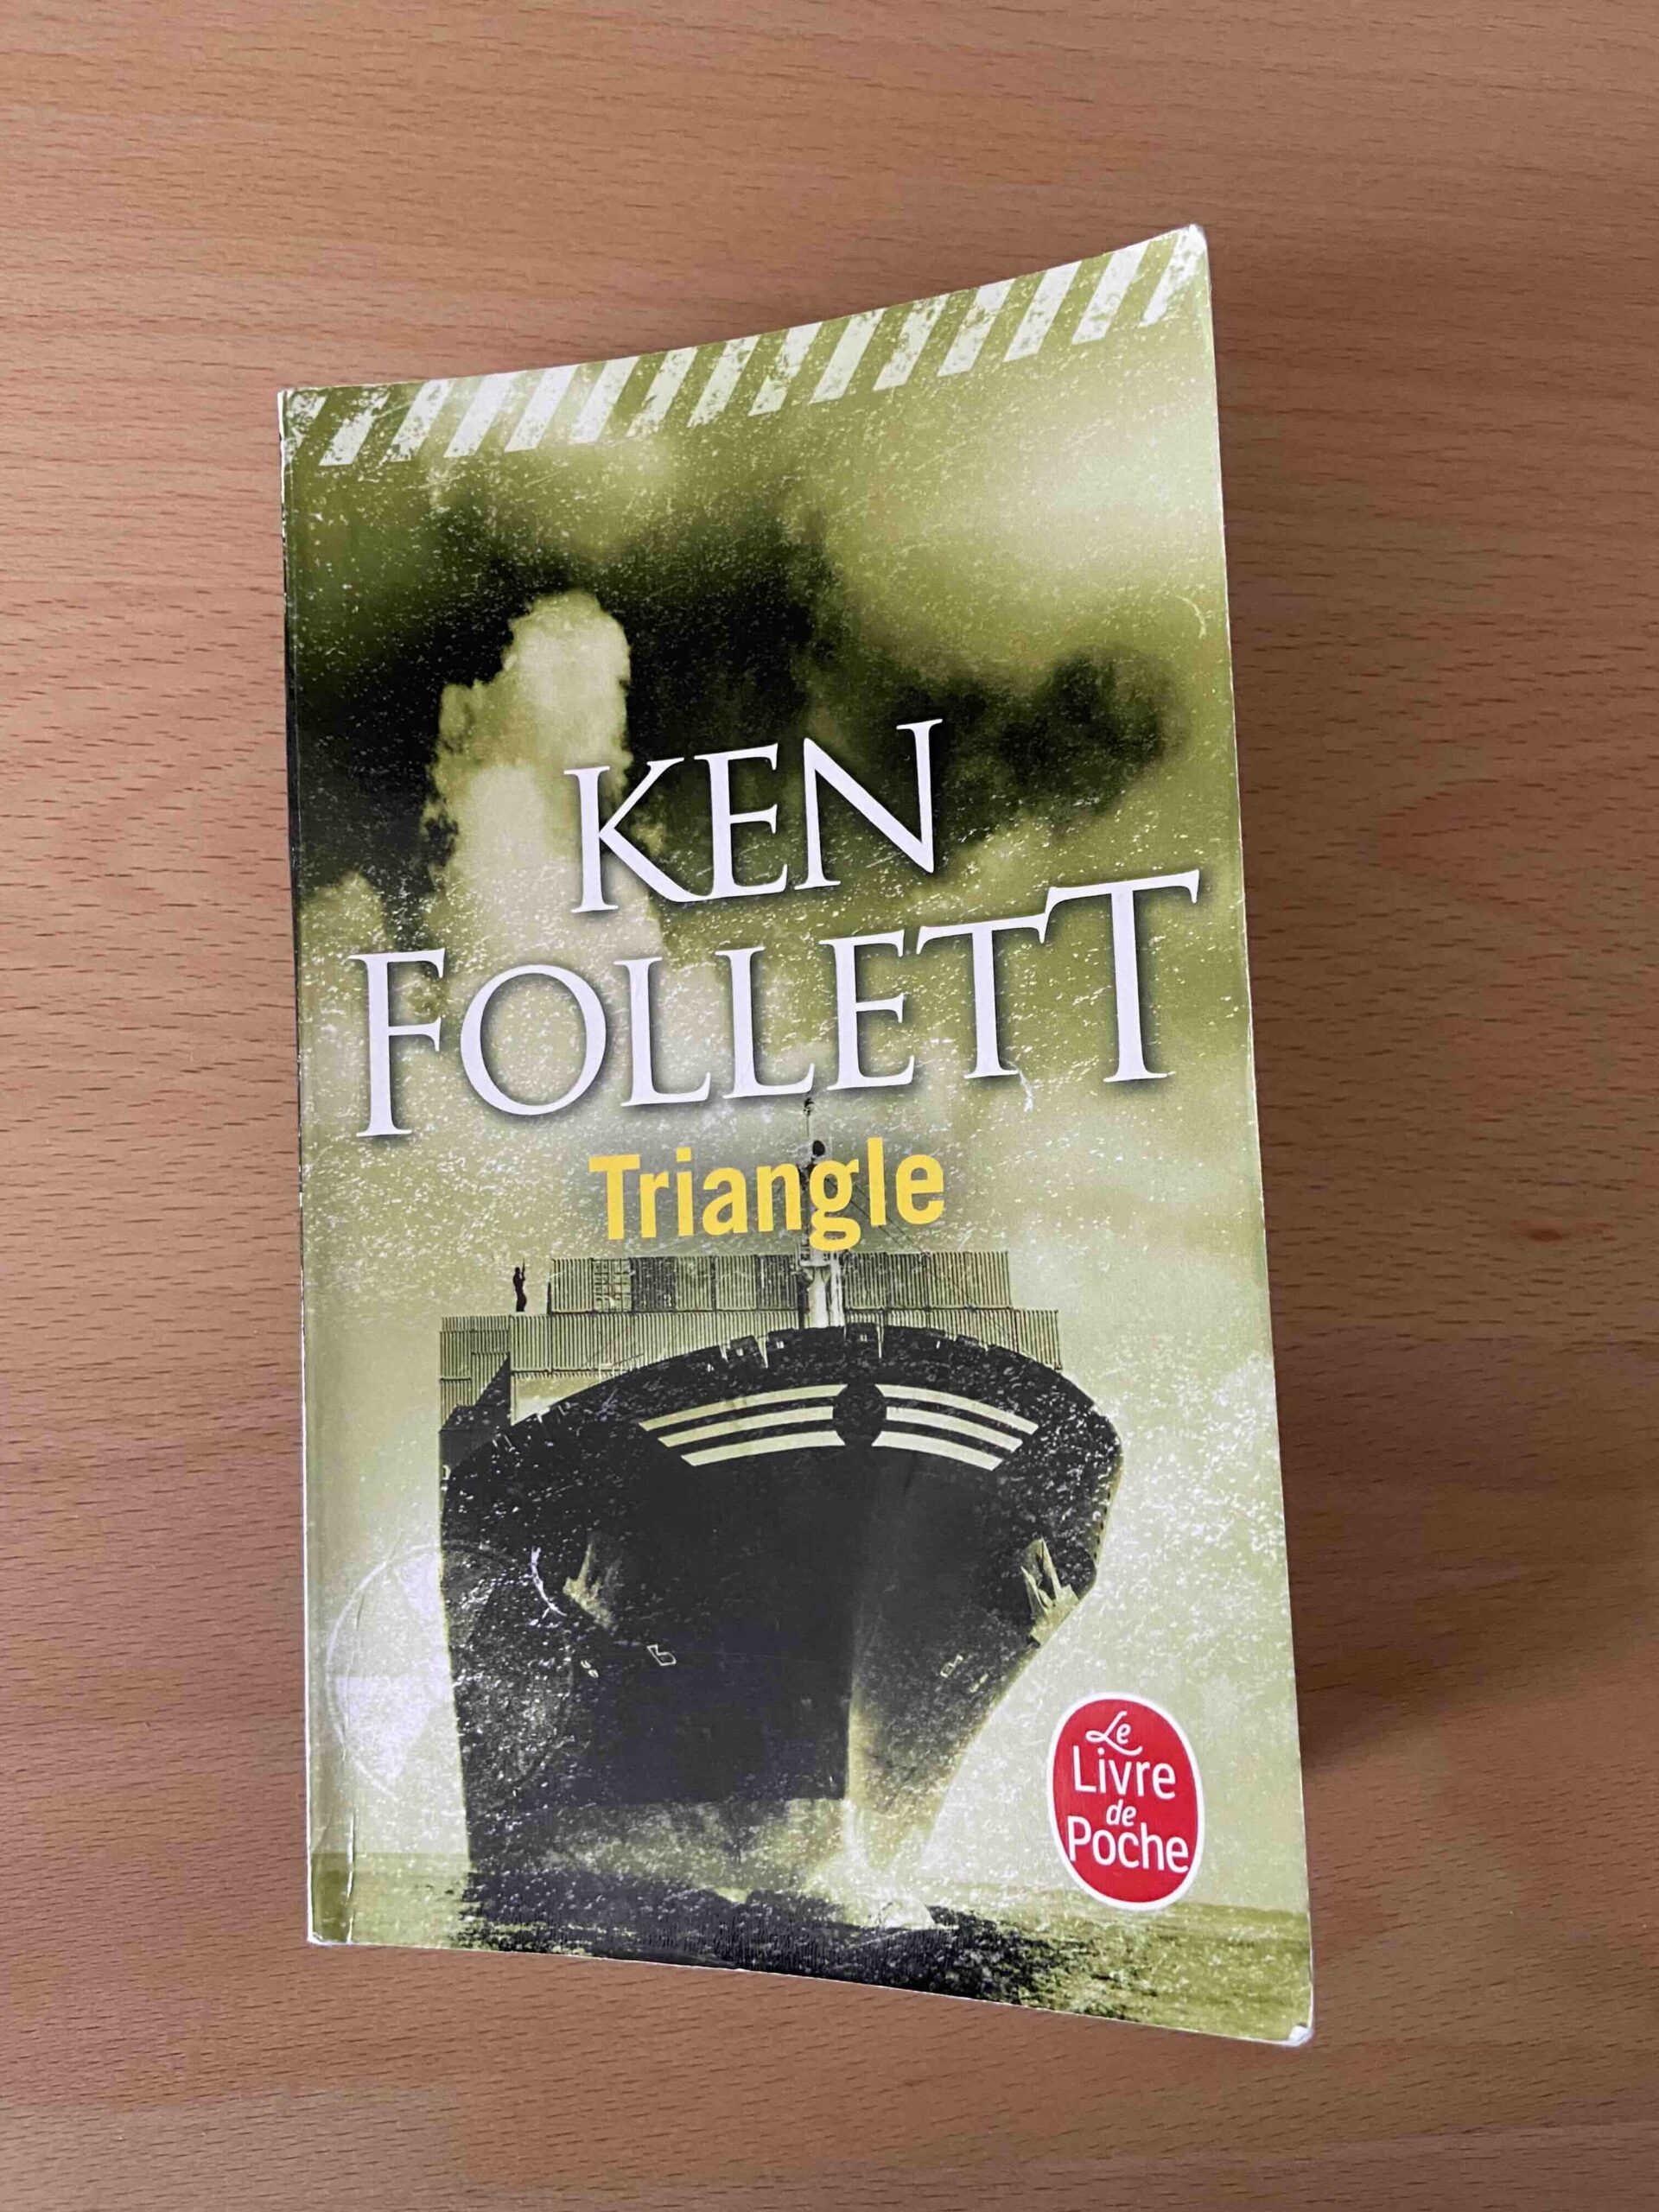 KEN
FOLLETT
Triangle
Le
Livre
de
Poche